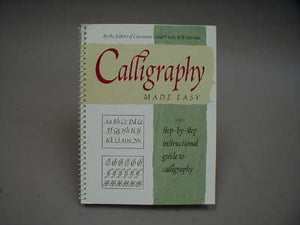 By the Editors of Consumer Guide® with
Calligraphy
MADE EASY
Aa Bb Cc Dd Ee
Ff Gg Hh Ii Jj
Kk Ll Mm Nn
step-by-step
instructional
guide to
calligraphy